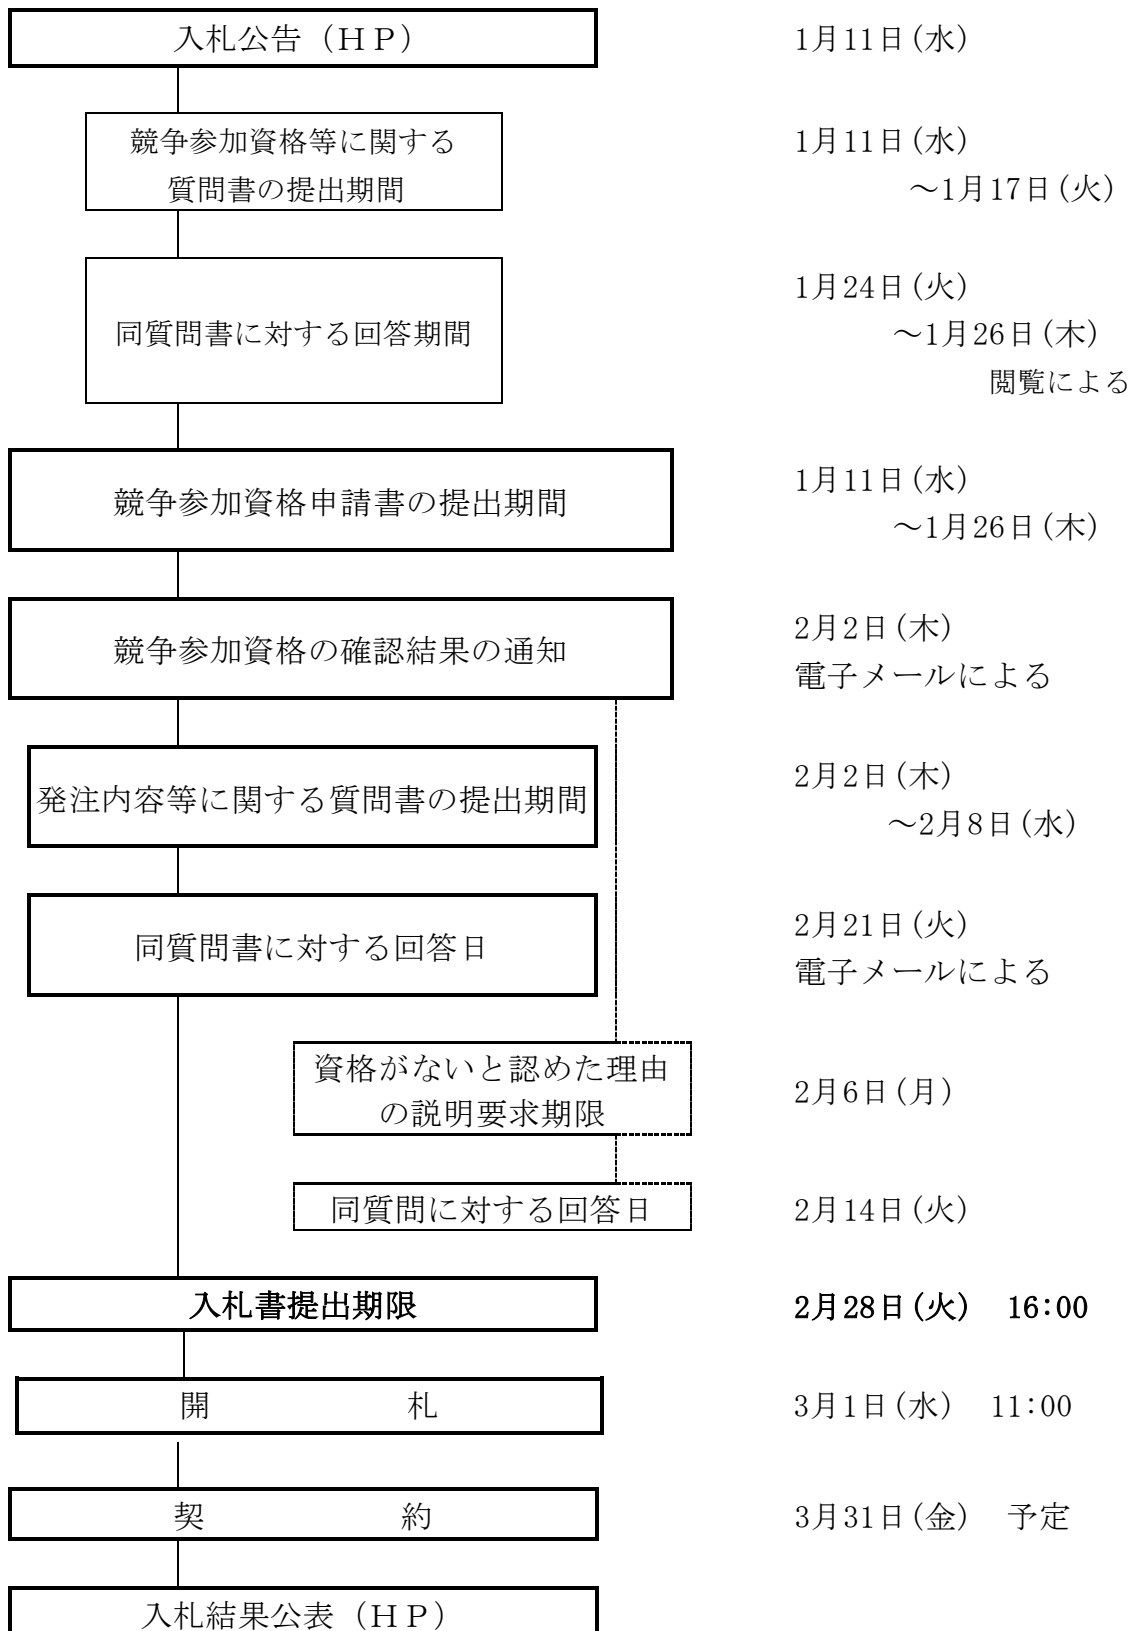 入札公告（ＨＰ）
1月11日(水)
競争参加資格等に関する
質問書の提出期間
1月11日(水)
～1月17日(火)
同質問書に対する回答期間
1月24日(火)
～1月26日(木)
閲覧による
競争参加資格申請書の提出期間
1月11日(水)
～1月26日(木)
競争参加資格の確認結果の通知
2月2日(木)
電子メールによる
発注内容等に関する質問書の提出期間
2月2日(木)
～2月8日(水)
同質問書に対する回答日
2月21日(火)
電子メールによる
資格がないと認めた理由
の説明要求期限
2月6日(月)
同質問に対する回答日
2月14日(火)
入札書提出期限
2月28日(火)　16:00
開　　　　　　札
3月1日(水)　11:00
契　　　　　　約
3月31日(金)　予定
入札結果公表（ＨＰ）